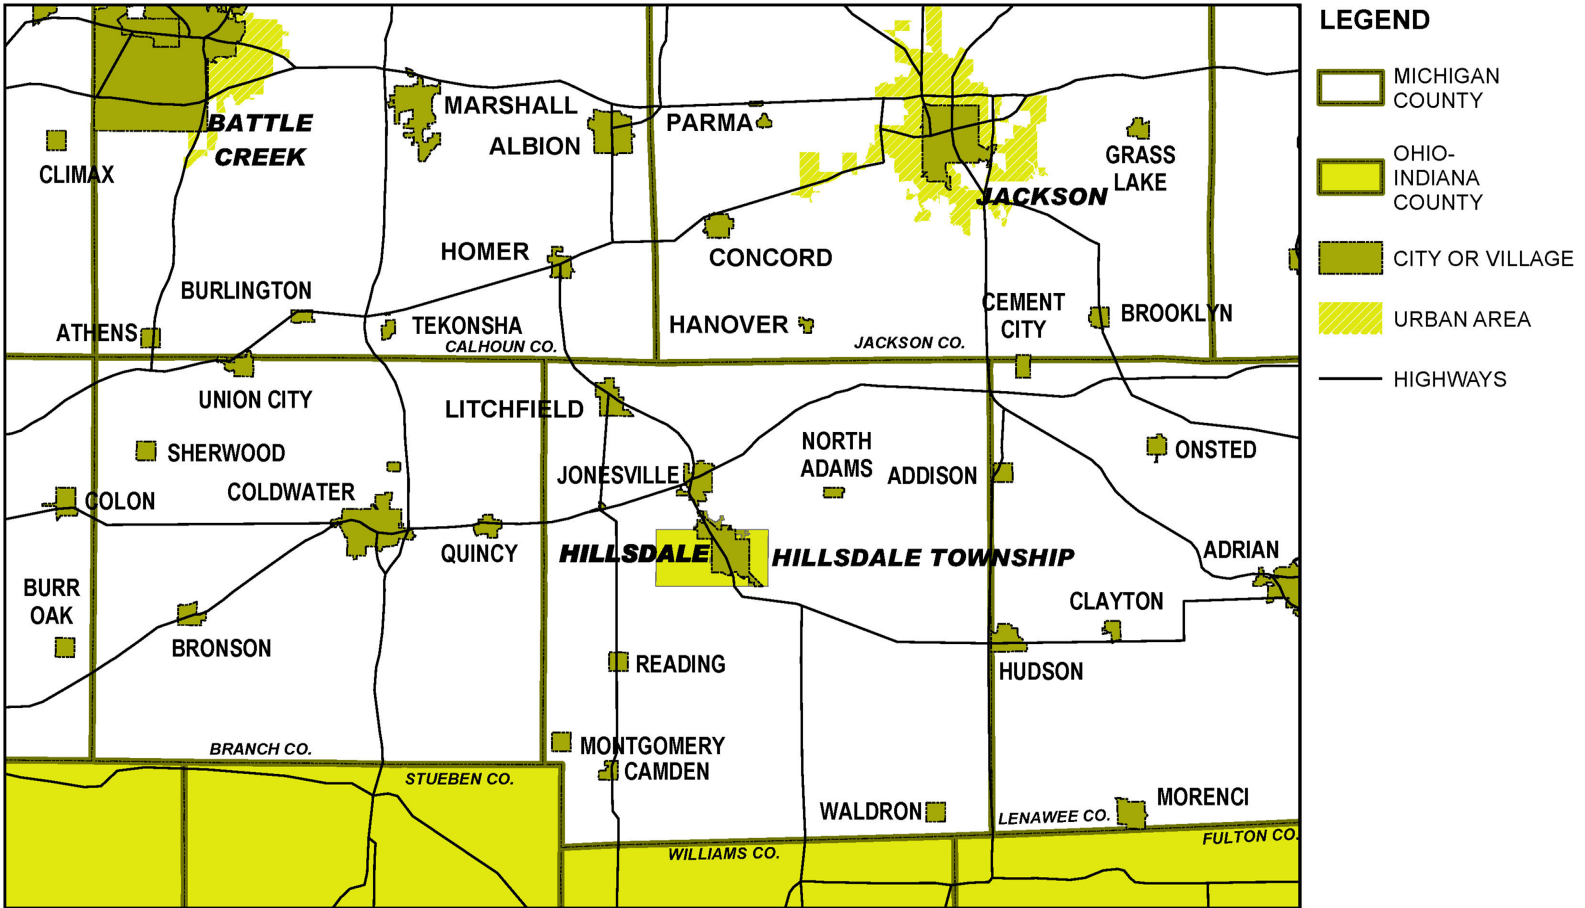 LEGEND
MICHIGAN
COUNTY
OHIO-
INDIANA
COUNTY
CITY OR VILLAGE
URBAN AREA
HIGHWAYS
BATTLE
CREEK
CLIMAX
MARSHALL
ALBION
PARMA
GRASS
LAKE
JACKSON
HOMER
CONCORD
BURLINGTON
ATHENS
TEKONSHA
CALHOUN CO.
HANOVER
JACKSON CO.
CEMENT
CITY
BROOKLYN
UNION CITY
LITCHFIELD
SHERWOOD
COLON
COLDWATER
QUINCY
JONESVILLE
NORTH
ADAMS
ADDISON
ONSTED
HILLSDALE
HILLSDALE TOWNSHIP
ADRIAN
BURR
OAK
BRONSON
CLAYTON
READING
HUDSON
BRANCH CO.
MONTGOMERY
CAMDEN
STUEBEN CO.
WALDRON
LENAWEE CO.
MORENCI
WILLIAMS CO.
FULTON CO.